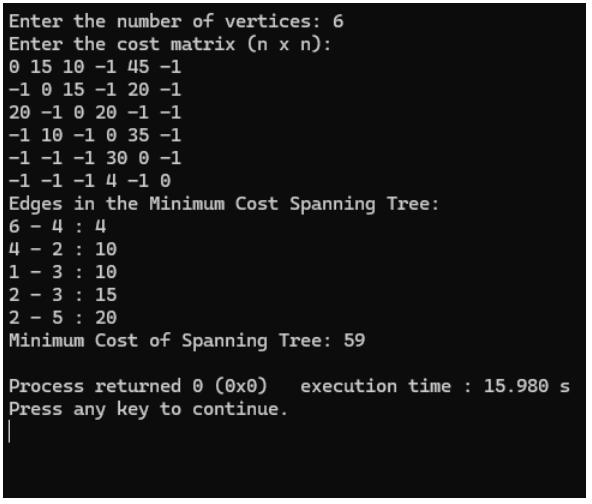 Enter the number of vertices: 6
Enter the cost matrix (n x n):
0 15 10 -1 45 -1
-1 0 15 -1 20 -1
20 -1 0 20 -1 -1
-1 10 -1 0 35 -1
-1 -1 -1 30 0 -1
-1 -1 -1 4 -1 0
Edges in the Minimum Cost Spanning Tree:
6 - 4 : 4
4 - 2 : 10
1 - 3 : 10
2 - 3 : 15
2 - 5 : 20
Minimum Cost of Spanning Tree: 59
Process returned 0 (0x0)   execution time : 15.980 s
Press any key to continue.